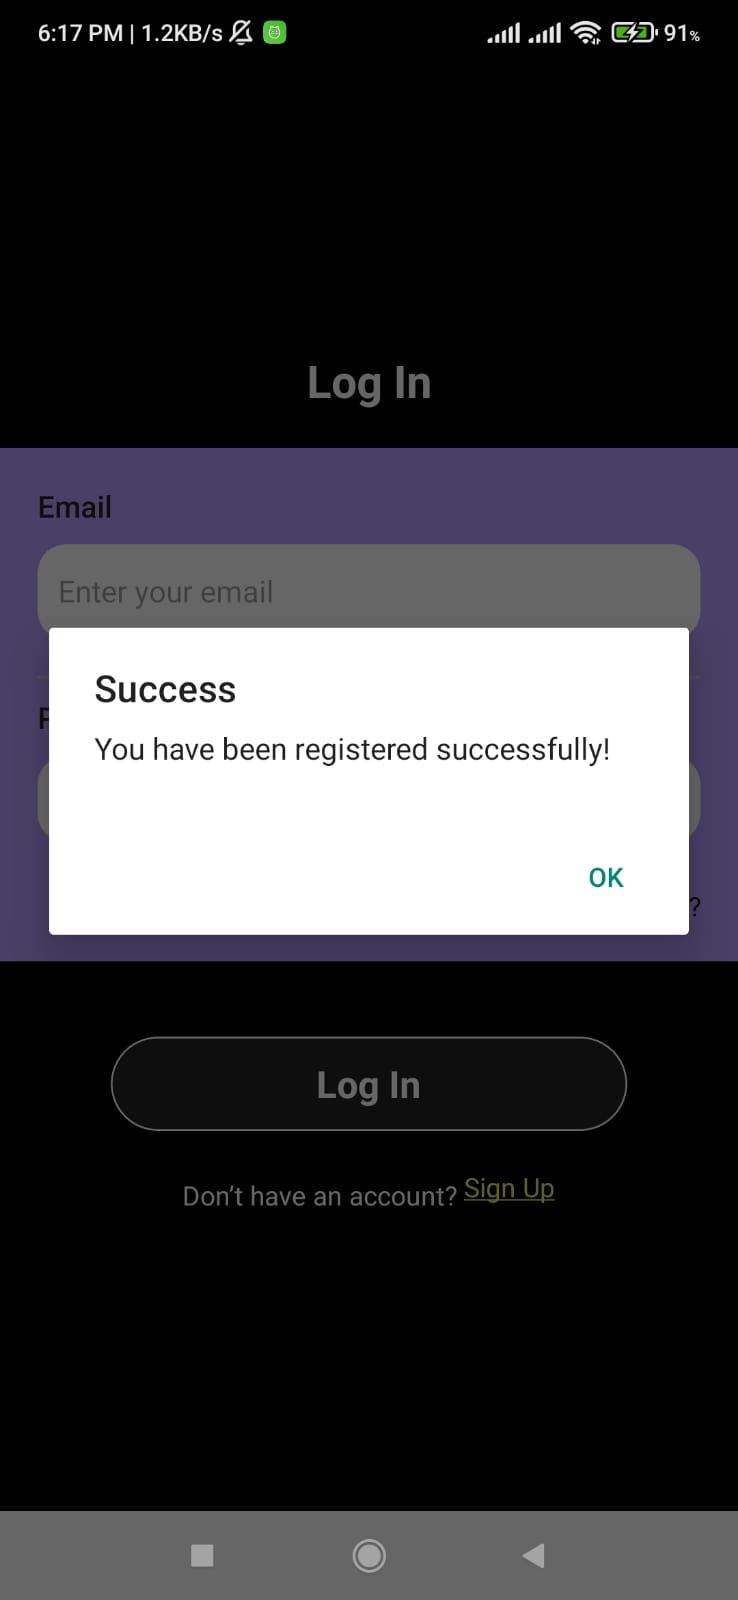 6:17 PM | 1.2KB/s 91%
Log In
Email
Enter your email
Success
You have been registered successfully!
OK
?
Log In
Don't have an account? Sign Up